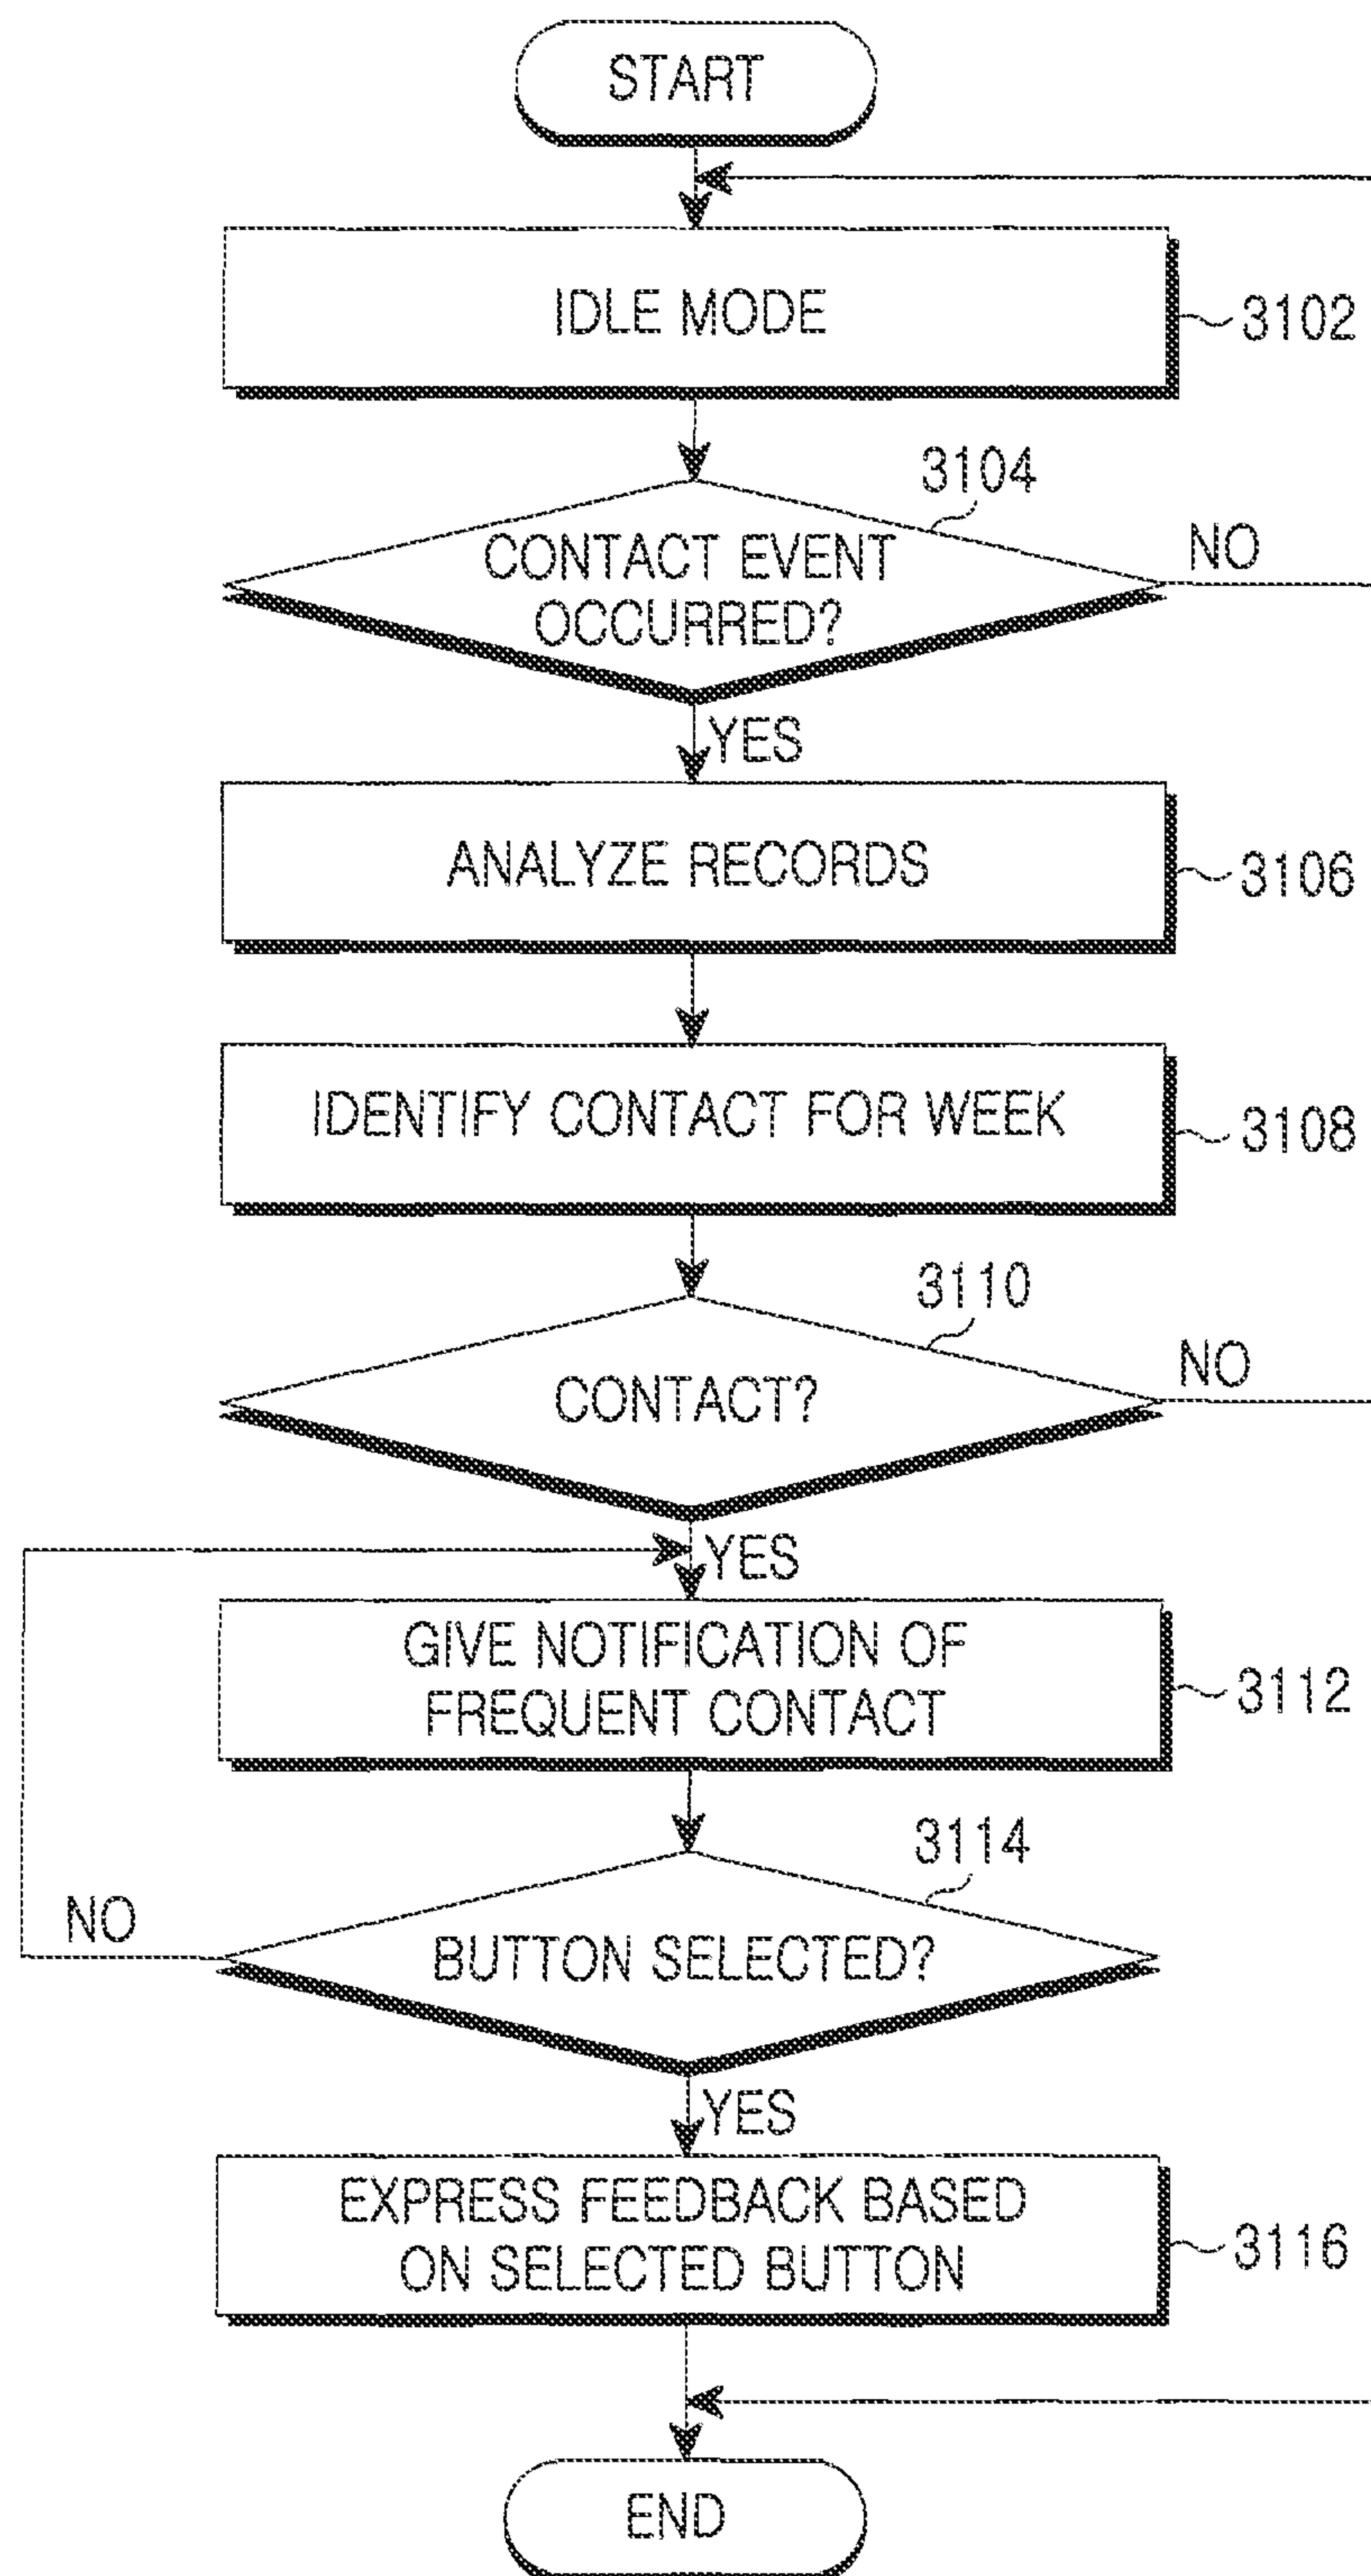 START
IDLE MODE
3102
3104
CONTACT EVENT
OCCURRED?
NO
YES
ANALYZE RECORDS
3106
IDENTIFY CONTACT FOR WEEK
3108
3110
CONTACT?
NO
YES
GIVE NOTIFICATION OF
FREQUENT CONTACT
3112
3114
NO
BUTTON SELECTED?
YES
EXPRESS FEEDBACK BASED
ON SELECTED BUTTON
3116
END